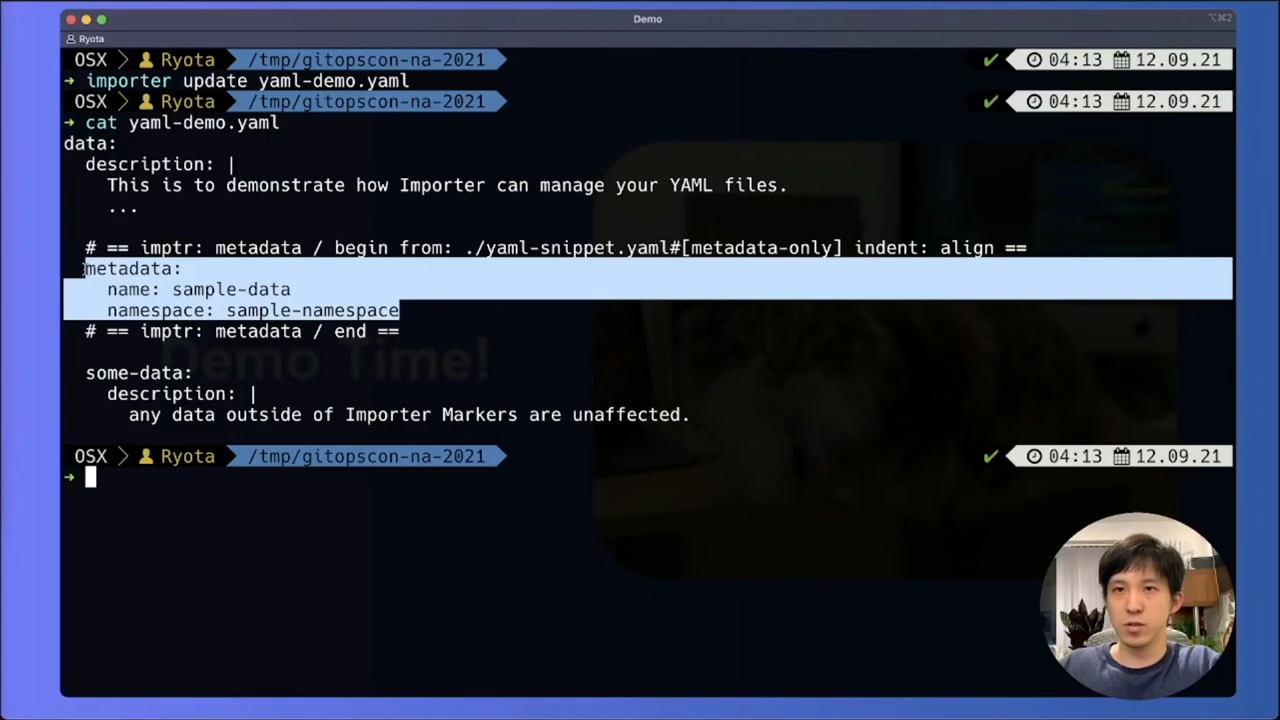 Demo
⌥⌘2
Ryota
OSX Ryota /tmp/gitopscon-na-2021 ✔ 04:13 12.09.21
→ importer update yaml-demo.yaml
OSX Ryota /tmp/gitopscon-na-2021 ✔ 04:13 12.09.21
→ cat yaml-demo.yaml
data:
  description: |
    This is to demonstrate how Importer can manage your YAML files.
    ...
  # == imptr: metadata / begin from: ./yaml-snippet.yaml#[metadata-only] indent: align ==
  metadata:
    name: sample-data
    namespace: sample-namespace
  # == imptr: metadata / end ==
  some-data:
    description: |
      any data outside of Importer Markers are unaffected.
OSX Ryota /tmp/gitopscon-na-2021 ✔ 04:13 12.09.21
→
Demo Time!